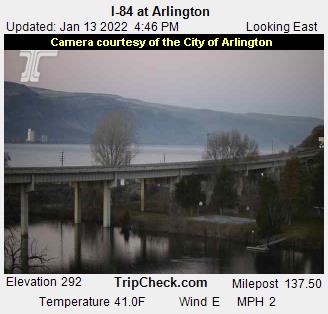 I-84 at Arlington
Updated: Jan 13 2022 4:46 PM Looking East
Camera courtesy of the City of Arlington
Elevation 292 TripCheck.com Milepost 137.50
Temperature 41.0F Wind E MPH 2